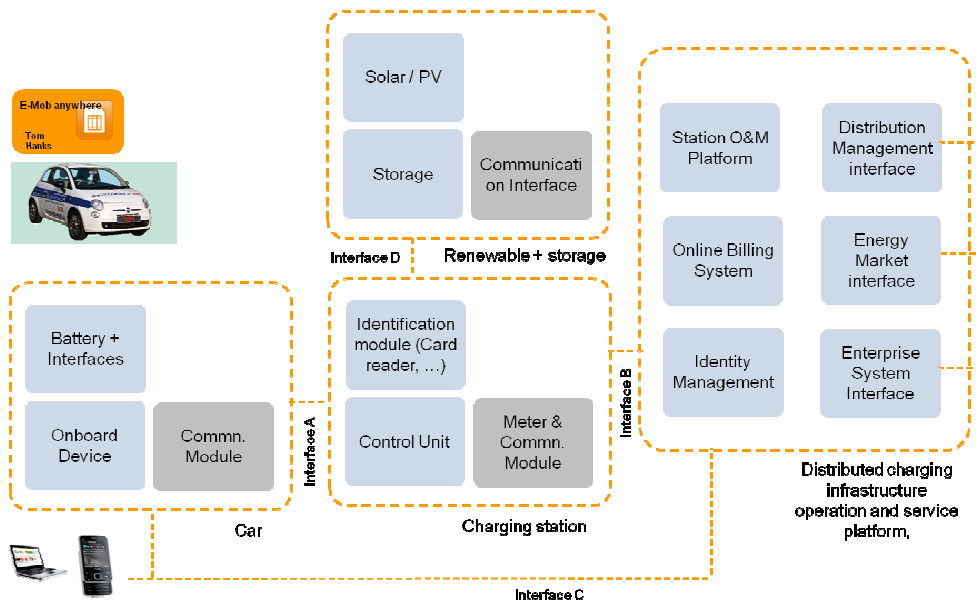 E-Mob anywhere
Tom
Hanks
Solar / PV
Storage
Communicati
on Interface
Interface D
Renewable + storage
Station O&M
Platform
Distribution
Management
interface
Online Billing
System
Energy
Market
interface
Identity
Management
Enterprise
System
Interface
Battery +
Interfaces
Onboard
Device
Commn.
Module
Car
Interface A
Identification
module (Card
reader, ...)
Control Unit
Meter &
Commn.
Module
Charging station
Interface B
Distributed charging
infrastructure
operation and service
platform,
Interface C